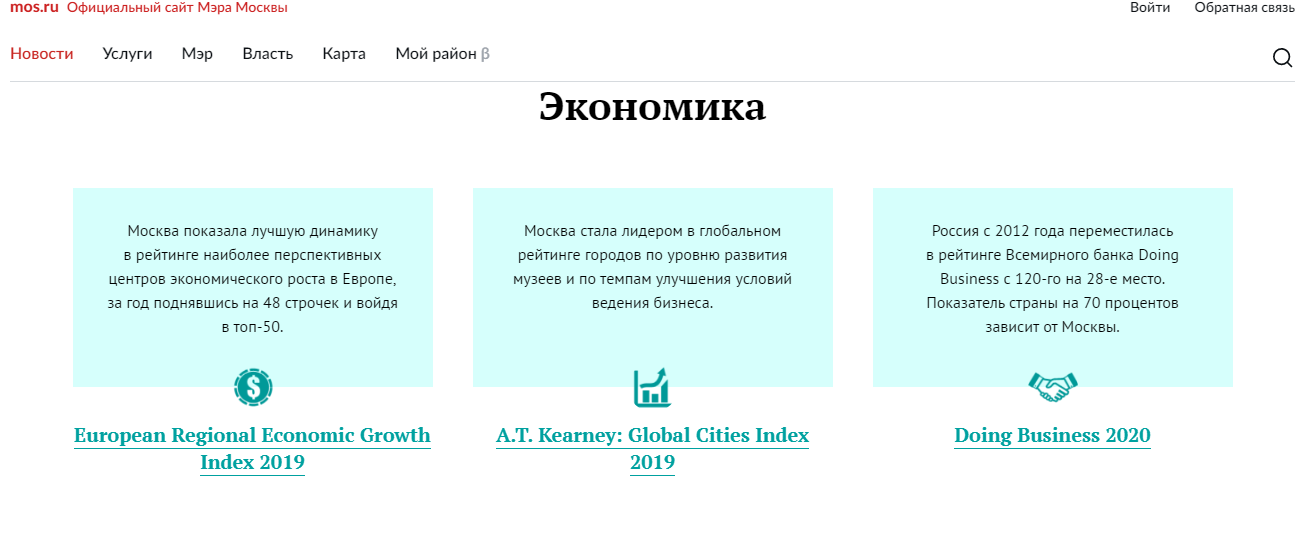 mos.ru Официальный сайт Мэра Москвы
Войти Обратная связь
Новости Услуги Мэр Власть Карта Мой район β
Экономика
Москва показала лучшую динамику
в рейтинге наиболее перспективных
центров экономического роста в Европе,
за год поднявшись на 48 строчек и войдя
в топ-50.
European Regional Economic Growth
Index 2019
Москва стала лидером в глобальном
рейтинге городов по уровню развития
музеев и по темпам улучшения условий
ведения бизнеса.
A.T. Kearney: Global Cities Index
2019
Россия с 2012 года переместилась
в рейтинге Всемирного банка Doing
Business с 120-го на 28-е место.
Показатель страны на 70 процентов
зависит от Москвы.
Doing Business 2020